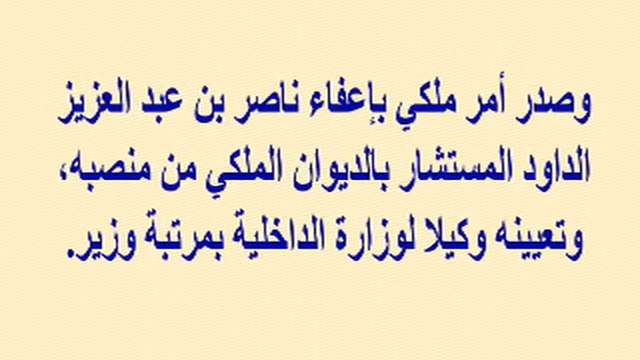 وصدر أمر ملكي بإعفاء ناصر بن عبد العزيز
الداود المستشار بالديوان الملكي من منصبه،
وتعيينه وكيلا لوزارة الداخلية بمرتبة وزير.